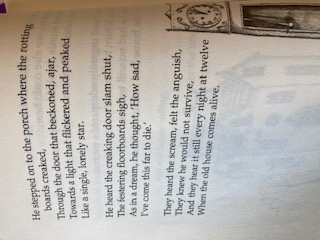 He stepped on to the porch where the rotting
boards creaked,
Through the door that beckoned, ajar,
Towards a light that flickered and peaked
Like a single, lonely star.
He heard the creaking door slam shut,
The festering floorboards sigh,
As in a dream, he thought, 'How sad,
I've come this far to die.'
They heard the scream, felt the anguish,
They knew he would not survive,
And they hear it still every night at twelve
When the old house comes alive.